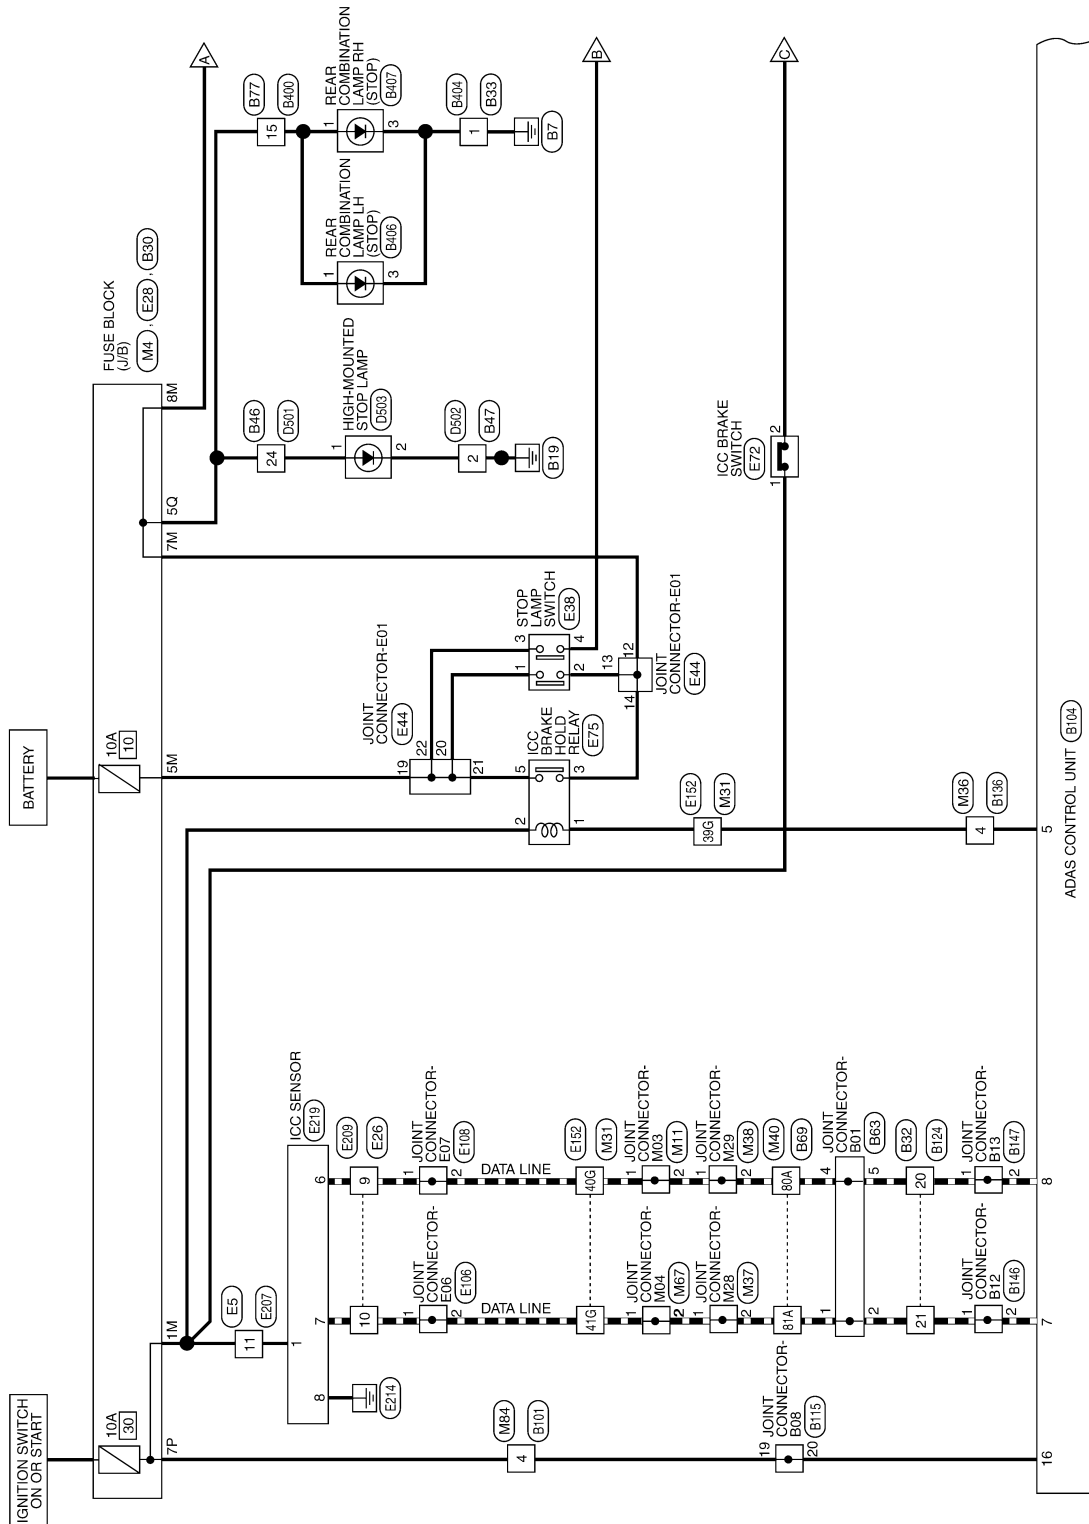 IGNITION SWITCH
ON OR START
10A
30
7P
M84
B101
4
19
JOINT
CONNECTOR-
B08
B115
20
16
1M
E5
E207
11
1
ICC SENSOR
E219
8
E214
7
6
10
9
E209
E26
1
JOINT
CONNECTOR-
E06
E106
2
1
JOINT
CONNECTOR-
E07
E108
2
DATA LINE
DATA LINE
41G
40G
E152
M31
1
JOINT
CONNECTOR-
M04
M67
2
1
JOINT
CONNECTOR-
M03
M11
2
1
JOINT
CONNECTOR-
M28
M37
2
1
JOINT
CONNECTOR-
M29
M38
2
81A
80A
M40
B69
1
4
JOINT
CONNECTOR-
B01
B63
2
5
21
20
B32
B124
1
JOINT
CONNECTOR-
B12
B146
2
1
JOINT
CONNECTOR-
B13
B147
2
7
8
BATTERY
10A
10
5M
19
22
20
21
JOINT
CONNECTOR-E01
E44
2
5
1
3
ICC
BRAKE
HOLD
RELAY
E75
1
3
2
4
STOP
LAMP
SWITCH
E38
14
13
12
JOINT
CONNECTOR-E01
E44
39G
E152
M31
4
M36
B136
5
ADAS CONTROL UNIT
B104
FUSE BLOCK
(J/B)
M4 , E28 , B30
7M
5Q
8M
A
24
B46
D501
1
HIGH-MOUNTED
STOP LAMP
D503
2
2
D502
B47
B19
15
B77
B400
1
REAR
COMBINATION
LAMP LH
(STOP)
B406
3
1
REAR
COMBINATION
LAMP RH
(STOP)
B407
3
1
B404
B33
B7
B
1
2
ICC BRAKE
SWITCH
E72
C